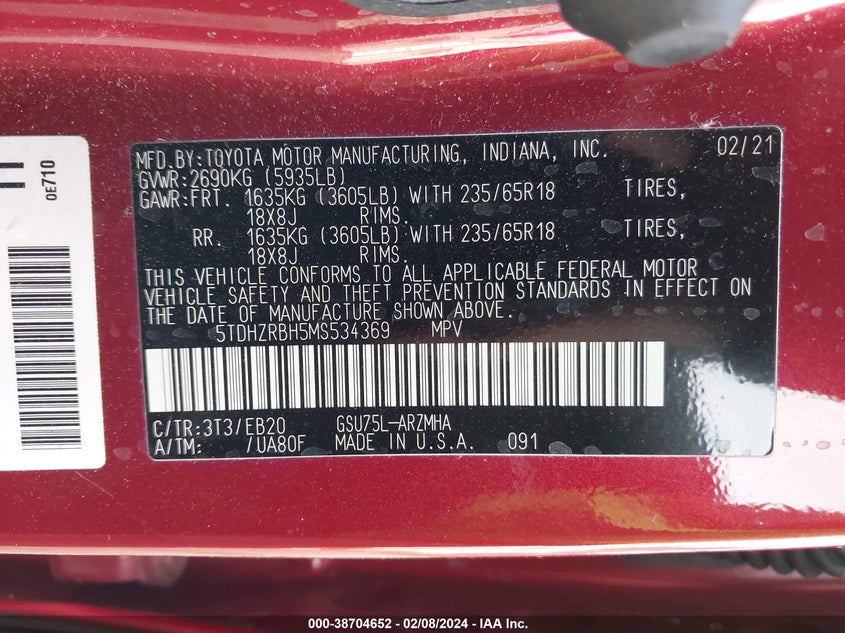 MFD.BY:TOYOTA MOTOR MANUFACTURING, INDIANA, INC. 02/21
GVWR:2690KG (5935LB)
GAWR:FRT. 1635KG (3605LB) WITH 235/65R18 TIRES,
18X8J RIMS.
RR. 1635KG (3605LB) WITH 235/65R18 TIRES,
18X8J RIMS.
THIS VEHICLE CONFORMS TO ALL APPLICABLE FEDERAL MOTOR
VEHICLE SAFETY AND THEFT PREVENTION STANDARDS IN EFFECT ON
THE DATE OF MANUFACTURE SHOWN ABOVE.
5TDHZRBH5MS534369 MPV
C/TR:3T3/EB20 GSU75L-ARZMHA
A/TM: /UA80F MADE IN U.S.A. 091
0E710
000-38704652 - 02/08/2024 - IAA Inc.